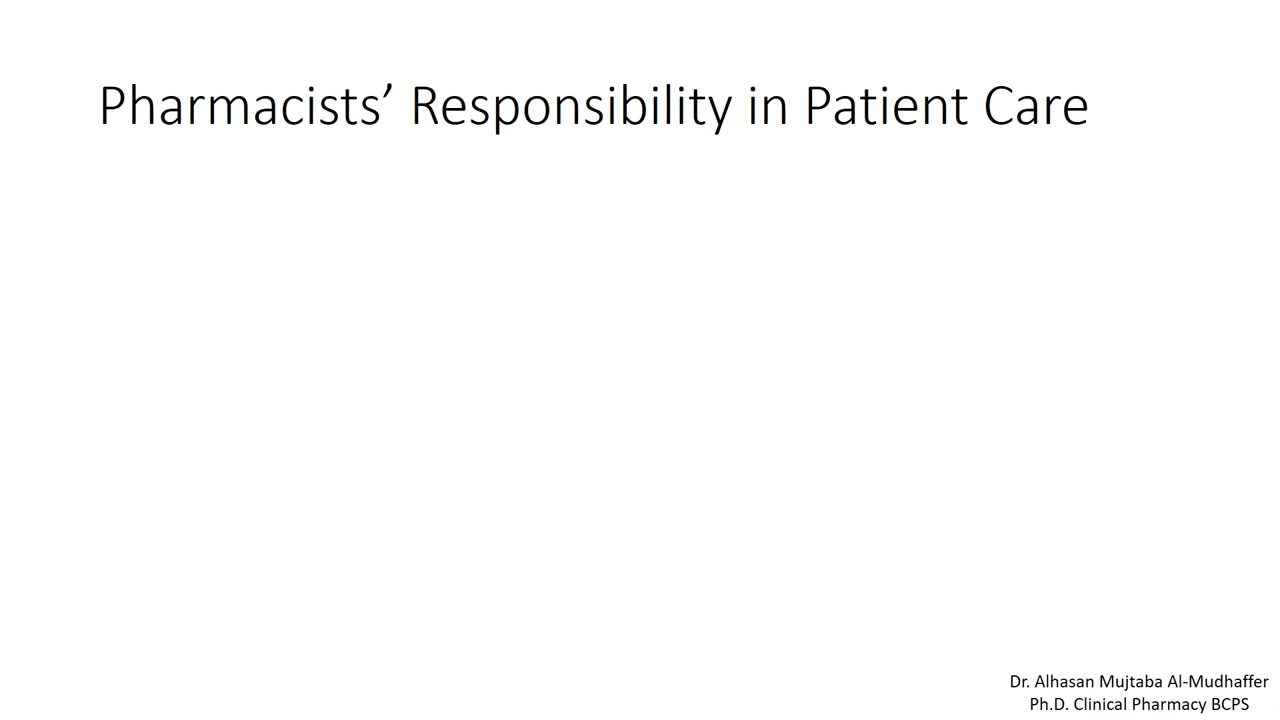 Pharmacists’ Responsibility in Patient Care
Dr. Alhasan Mujtaba Al-Mudhaffer
Ph.D. Clinical Pharmacy BCPS